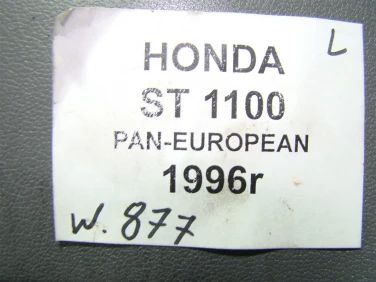 L
HONDA
ST 1100
PAN-EUROPEAN
1996r
w. 877